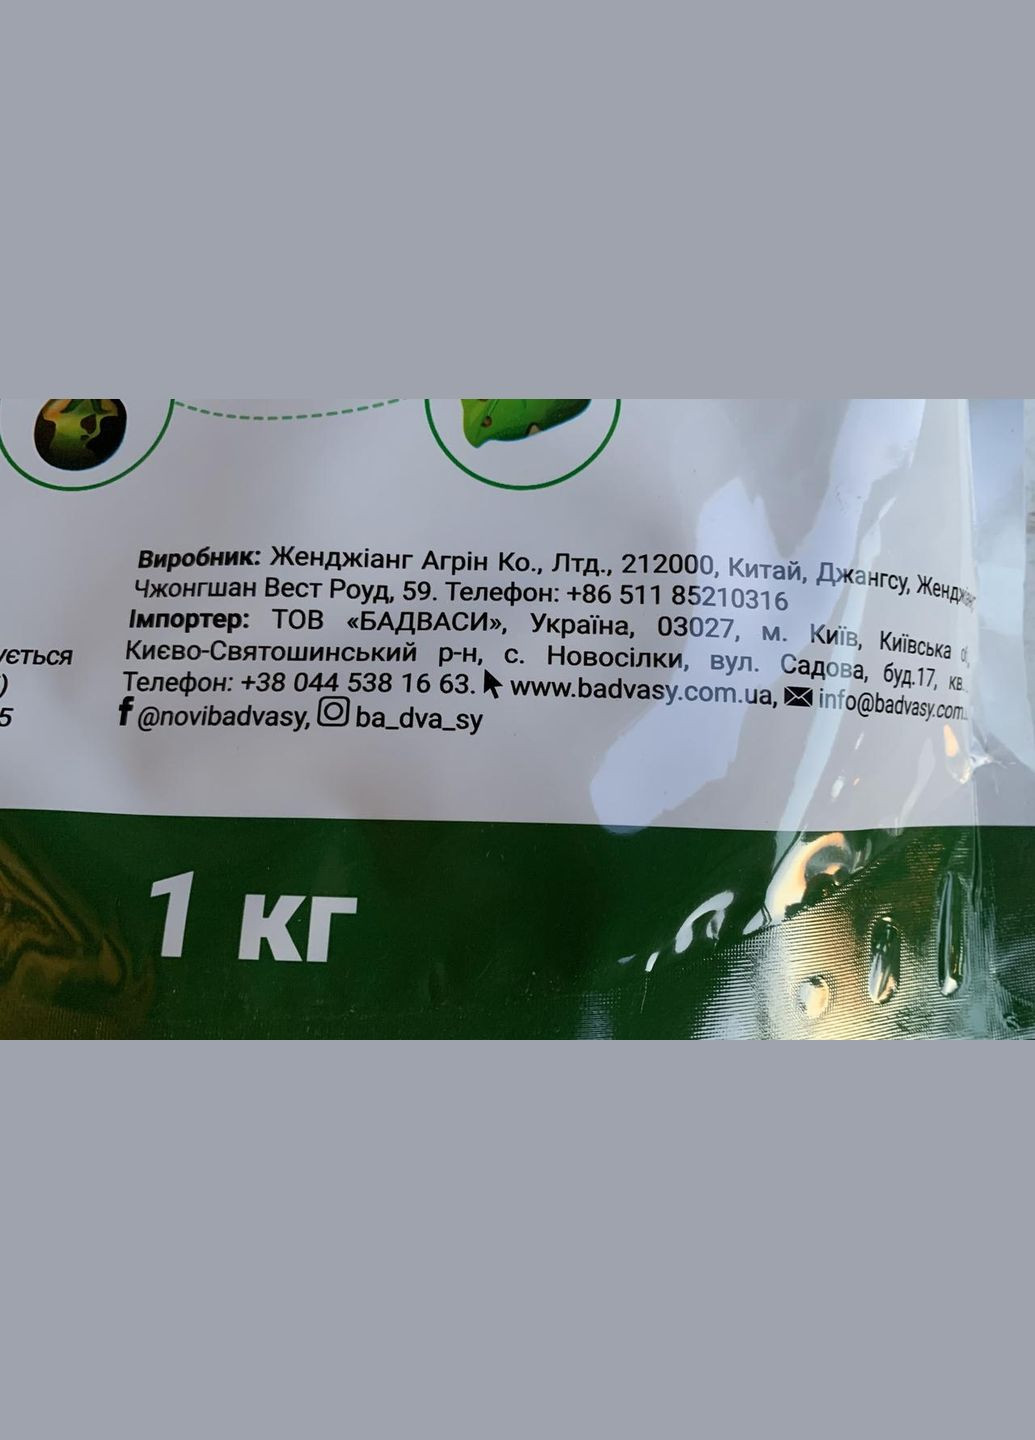 Виробник: Женджіанг Агрін Ко., Лтд., 212000, Китай, Джангсу,
Чжонгшан Вест Роуд, 59. Телефон: +86 511 85210316
Імпортер: ТОВ «БАДВАСИ», Україна, 03027, м. Київ, Київська
Києво-Святошинський р-н, с. Новосілки, вул. Садова, буд.17, кв.
Телефон: +38 044 538 16 63. www.badvasy.com.ua, info@badvasy.com
@novibadvasy, ba_dva_sy
ується
)
5
1 кг